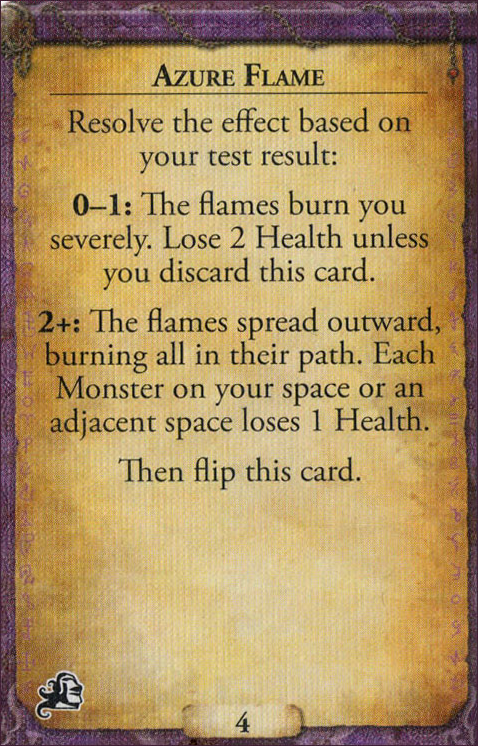 AZURE FLAME
Resolve the effect based on
your test result:
0–1: The flames burn you
severely. Lose 2 Health unless
you discard this card.
2+: The flames spread outward,
burning all in their path. Each
Monster on your space or an
adjacent space loses 1 Health.
Then flip this card.
4